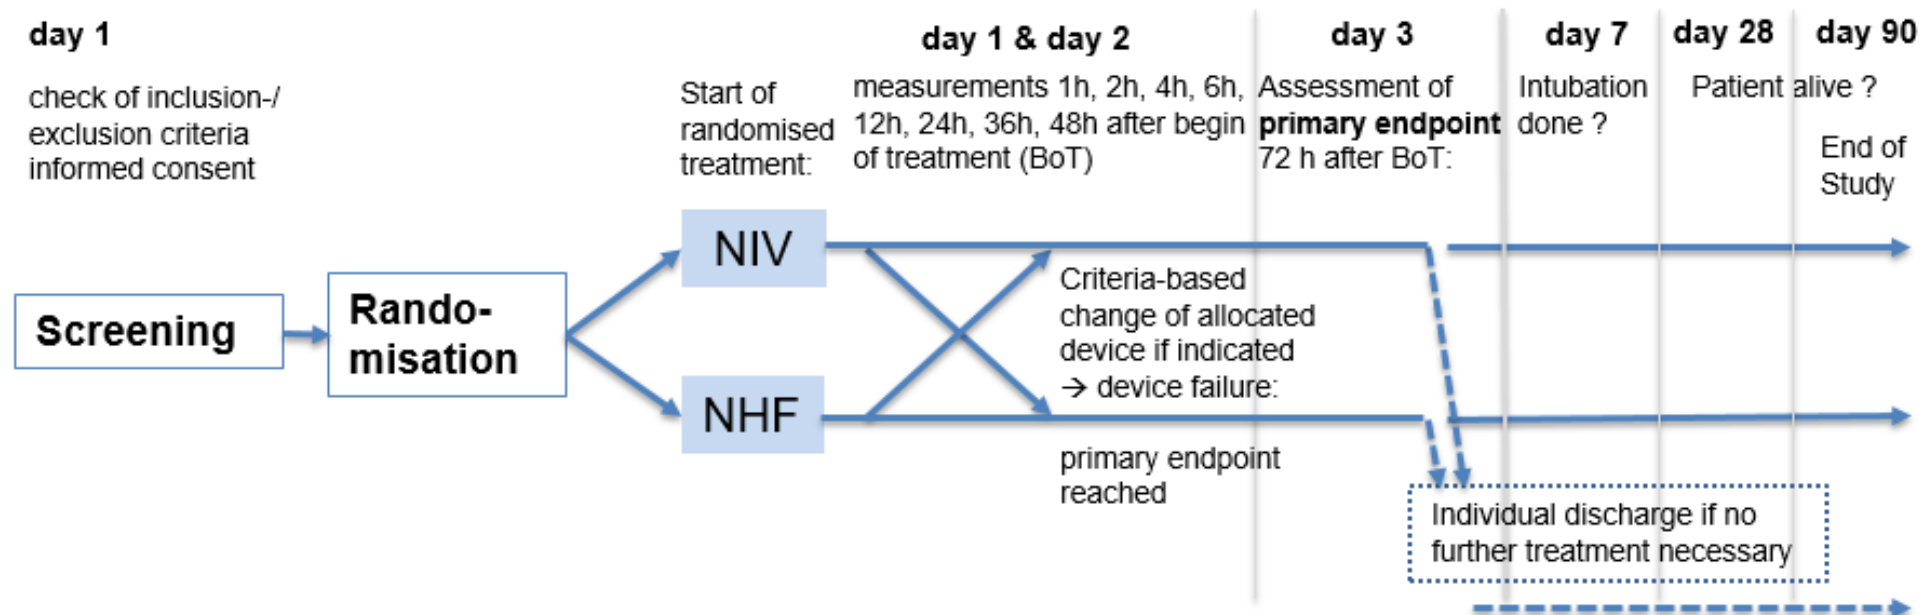 day 1
check of inclusion-/
exclusion criteria
informed consent
Screening
Rando-
misation
Start of
randomised
treatment:
NIV
NHF
day 1 & day 2
measurements 1h, 2h, 4h, 6h,
12h, 24h, 36h, 48h after begin
of treatment (BoT)
Criteria-based
change of allocated
device if indicated
→ device failure:
primary endpoint
reached
day 3
Assessment of
primary endpoint
72 h after BoT:
day 7
Intubation
done ?
day 28
day 90
Patient alive ?
End of
Study
Individual discharge if no
further treatment necessary